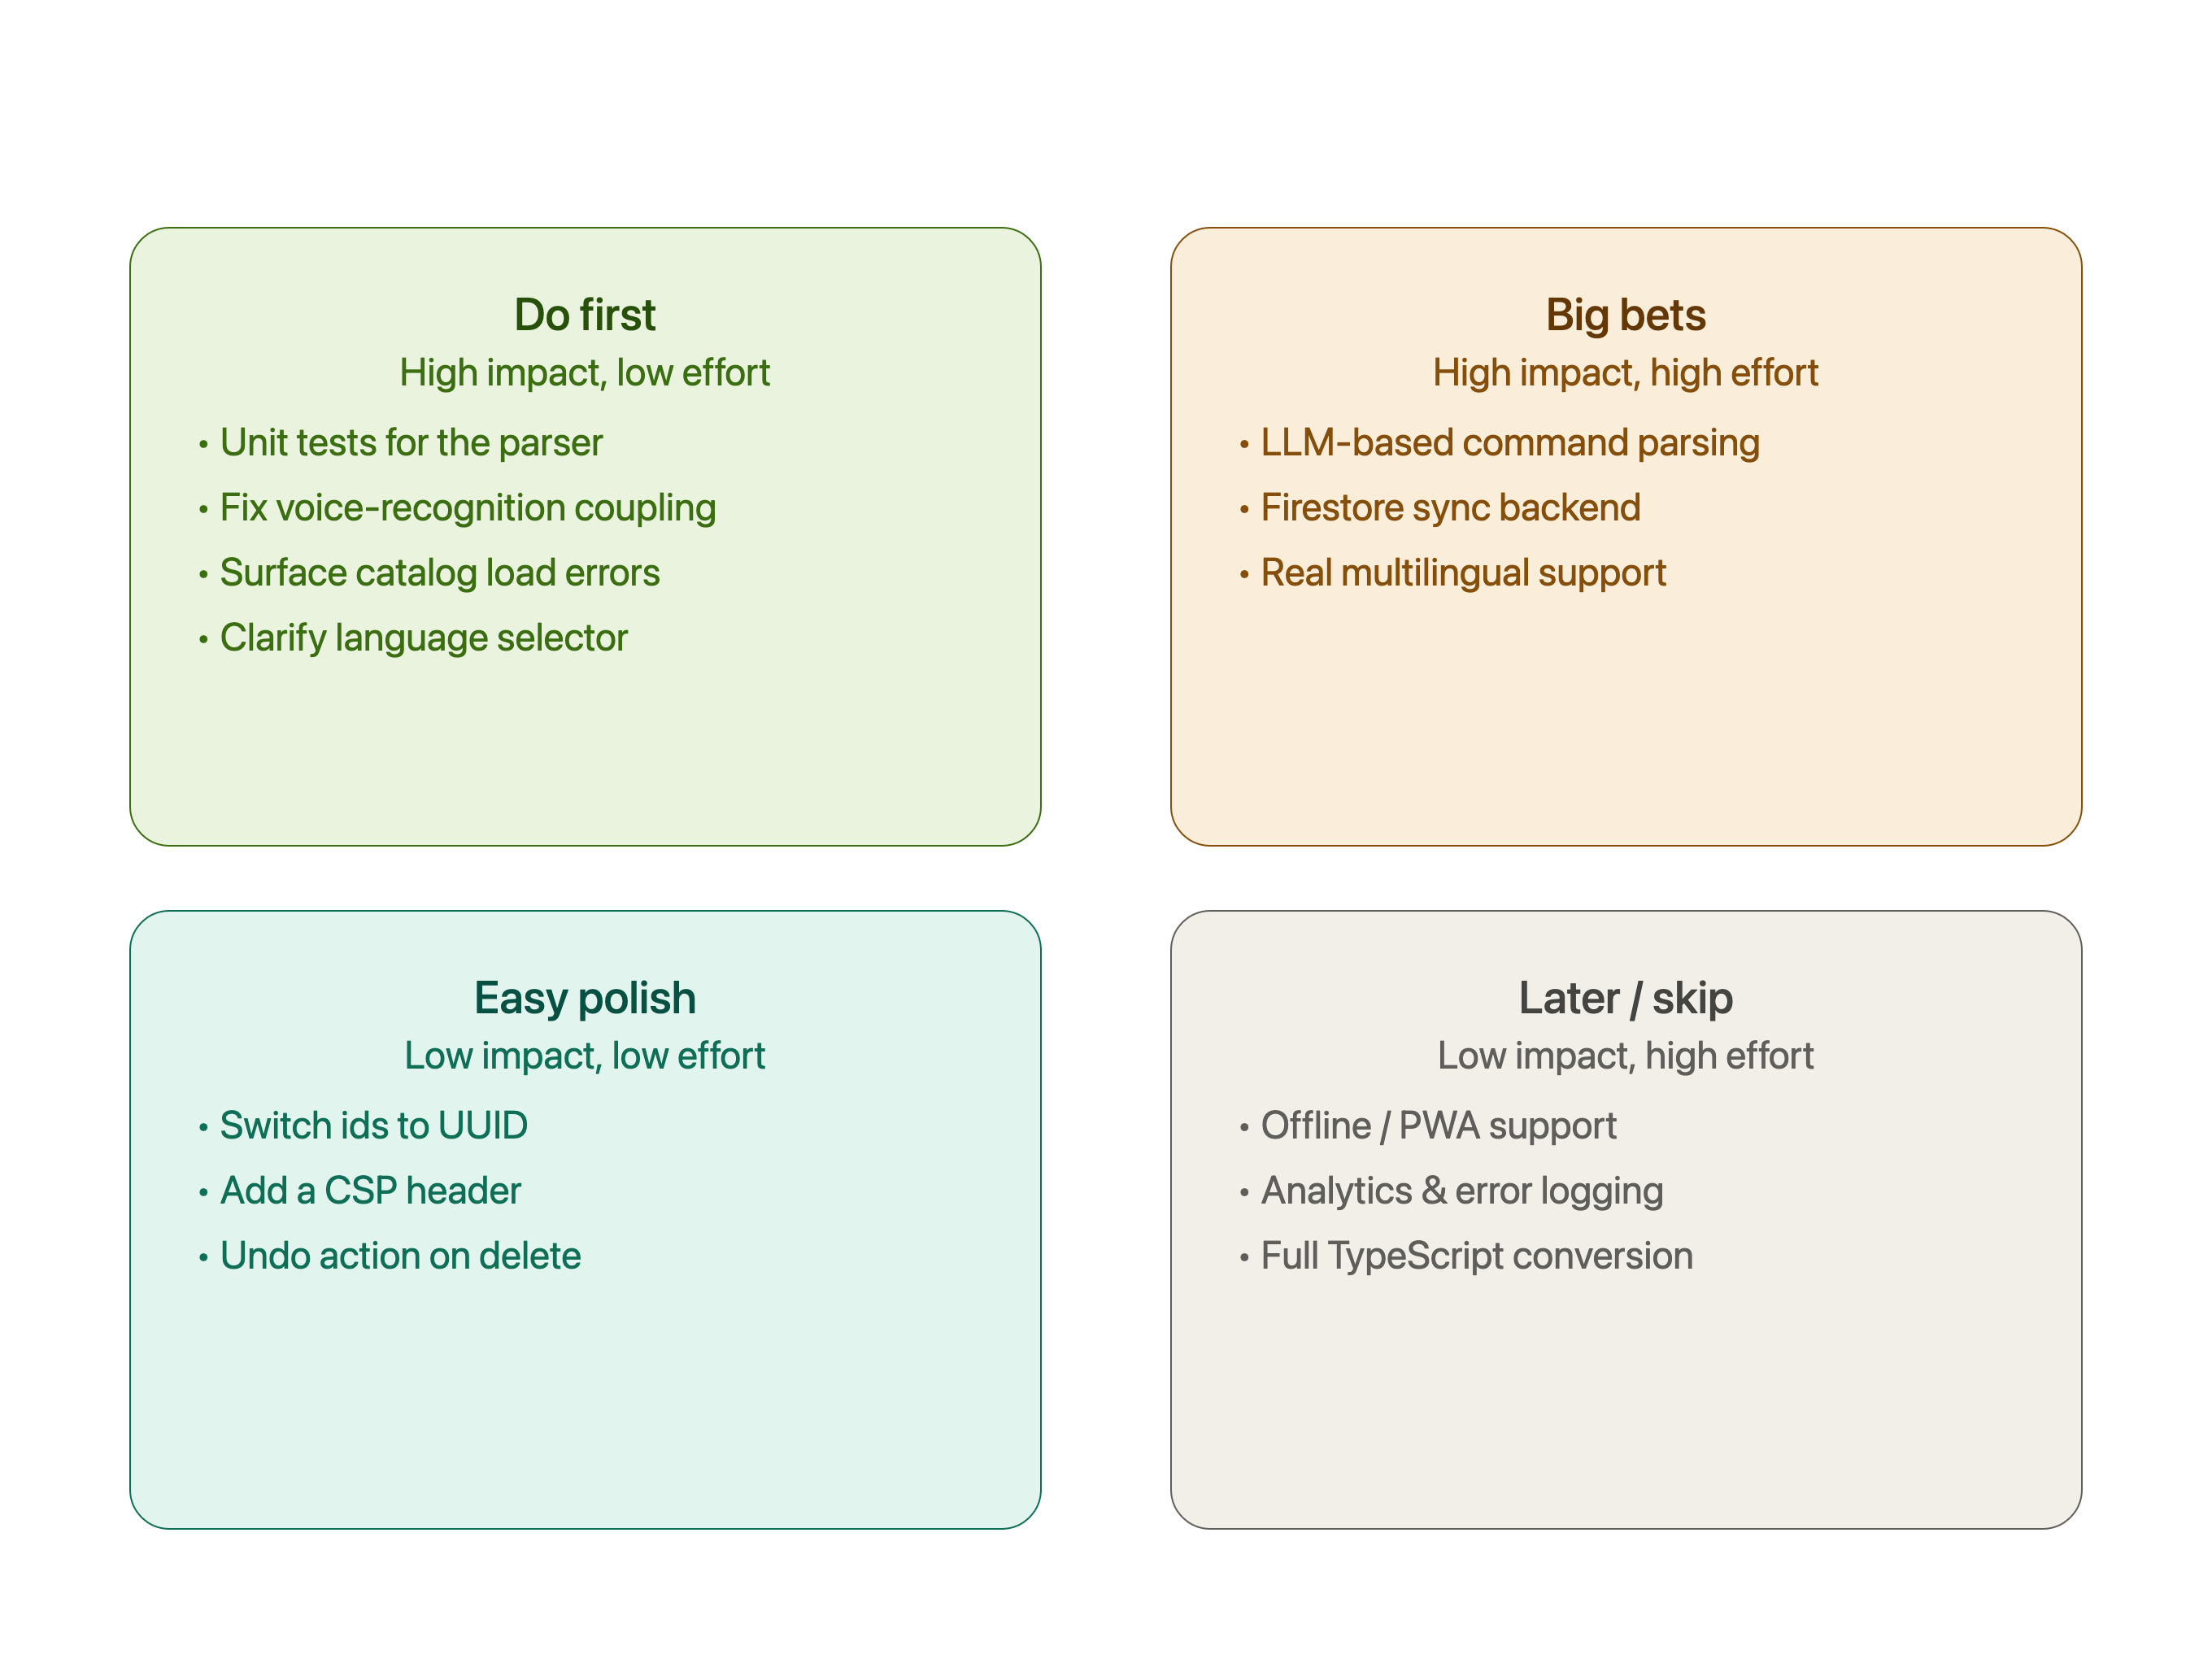 Do first
High impact, low effort
• Unit tests for the parser
• Fix voice-recognition coupling
• Surface catalog load errors
• Clarify language selector
Big bets
High impact, high effort
• LLM-based command parsing
• Firestore sync backend
• Real multilingual support
Easy polish
Low impact, low effort
• Switch ids to UUID
• Add a CSP header
• Undo action on delete
Later / skip
Low impact, high effort
• Offline / PWA support
• Analytics & error logging
• Full TypeScript conversion